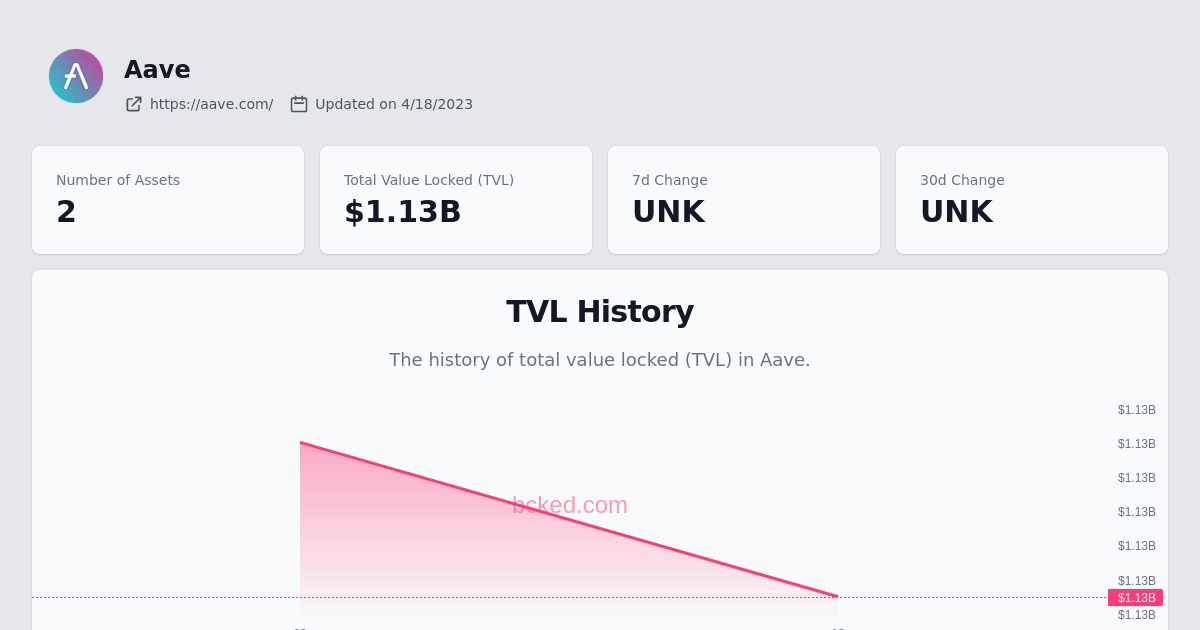 Aave
https://aave.com/ Updated on 4/18/2023
Number of Assets
2
Total Value Locked (TVL)
$1.13B
7d Change
UNK
30d Change
UNK
TVL History
The history of total value locked (TVL) in Aave.
$1.13B
$1.13B
$1.13B
bcked.com
$1.13B
$1.13B
$1.13B
$1.13B
$1.13B